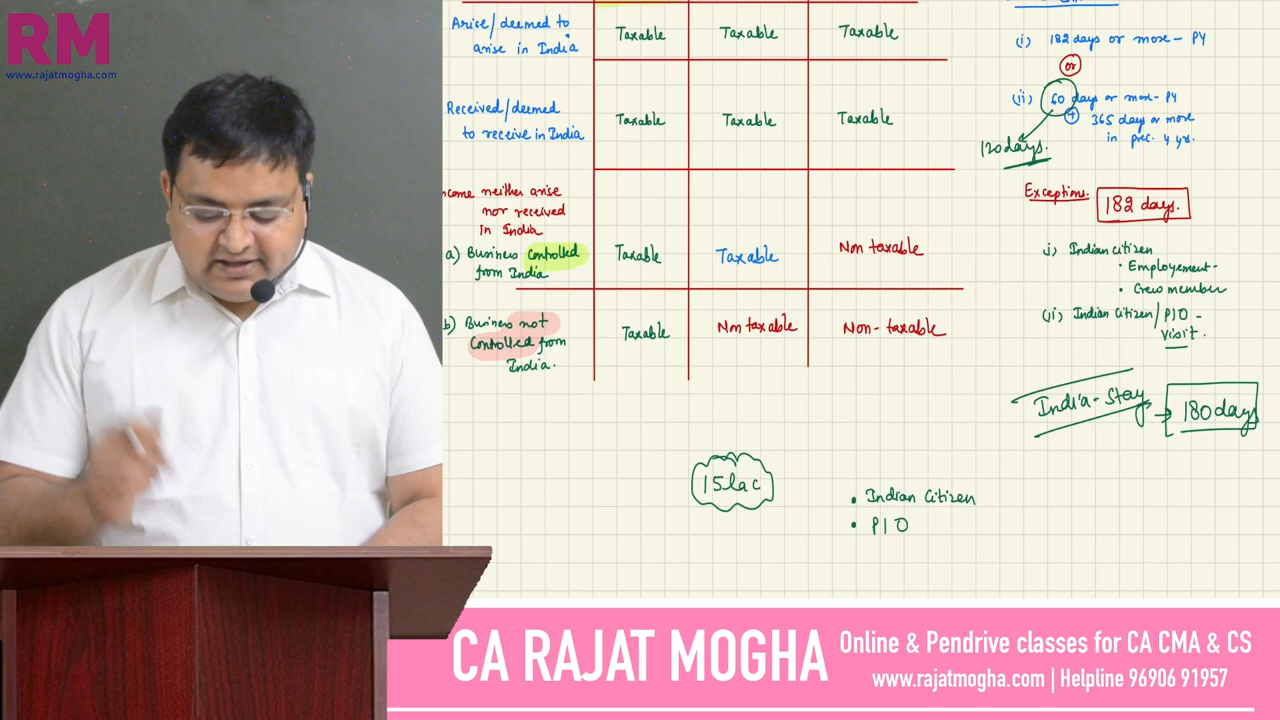 RM
www.rajatmogha.com
Arise/deemed to
arise in India
Taxable
Taxable
Taxable
Received/deemed
to receive in India
Taxable
Taxable
Taxable
come neither arise
nor received
in India
a) Business Controlled
from India
Taxable
Taxable
Non taxable
b) Business not
Controlled from
India.
Taxable
Non taxable
Non-taxable
15 lac
• Indian Citizen
• PIO
(i) 182 days or more - PY
or
(ii) 60 days or more - PY
+ 365 days or more
in prec. 4 yr.
120 days.
Exceptions.
182 days.
i) Indian citizen
• Employement -
• Crew member
(ii) Indian Citizen/PIO -
Visit.
India - Stay → 180 days
CA RAJAT MOGHA
Online & Pendrive classes for CA CMA & CS
www.rajatmogha.com | Helpline 96906 91957